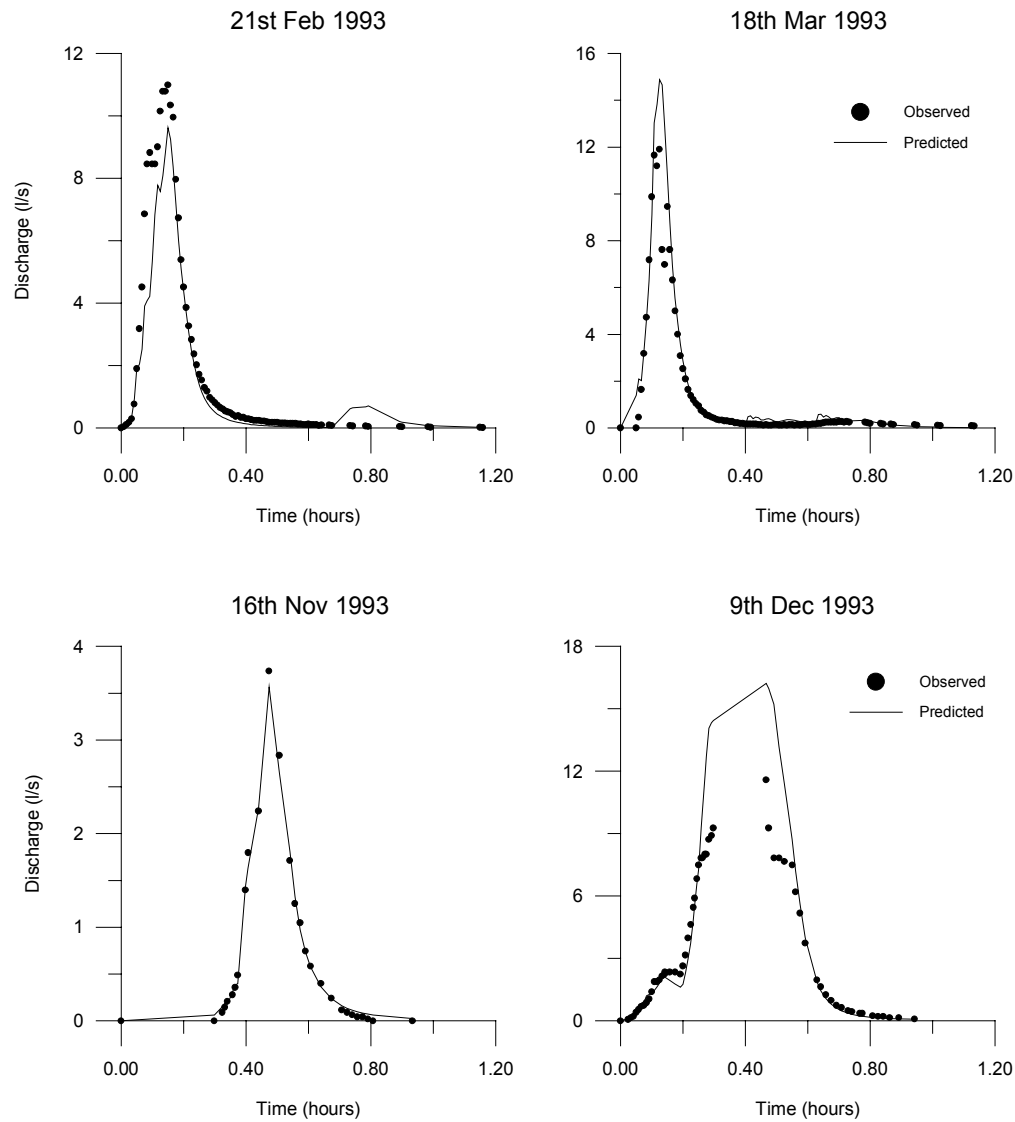 21st Feb 1993
12
8
4
0
Discharge (l/s)
0.00 0.40 0.80 1.20
Time (hours)
18th Mar 1993
16
12
8
4
0
Observed
Predicted
0.00 0.40 0.80 1.20
Time (hours)
16th Nov 1993
4
3
2
1
0
Discharge (l/s)
0.00 0.40 0.80 1.20
Time (hours)
9th Dec 1993
18
12
6
0
Observed
Predicted
0.00 0.40 0.80 1.20
Time (hours)